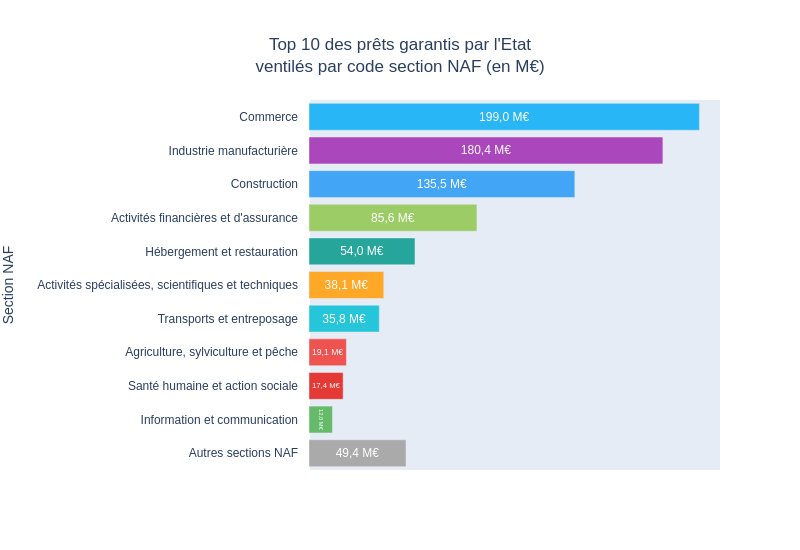 Top 10 des prêts garantis par l'Etat
ventilés par code section NAF (en M€)
Section NAF
Commerce 199,0 M€
Industrie manufacturière 180,4 M€
Construction 135,5 M€
Activités financières et d'assurance 85,6 M€
Hébergement et restauration 54,0 M€
Activités spécialisées, scientifiques et techniques 38,1 M€
Transports et entreposage 35,8 M€
Agriculture, sylviculture et pêche 19,1 M€
Santé humaine et action sociale 17,4 M€
Information et communication
Autres sections NAF 49,4 M€